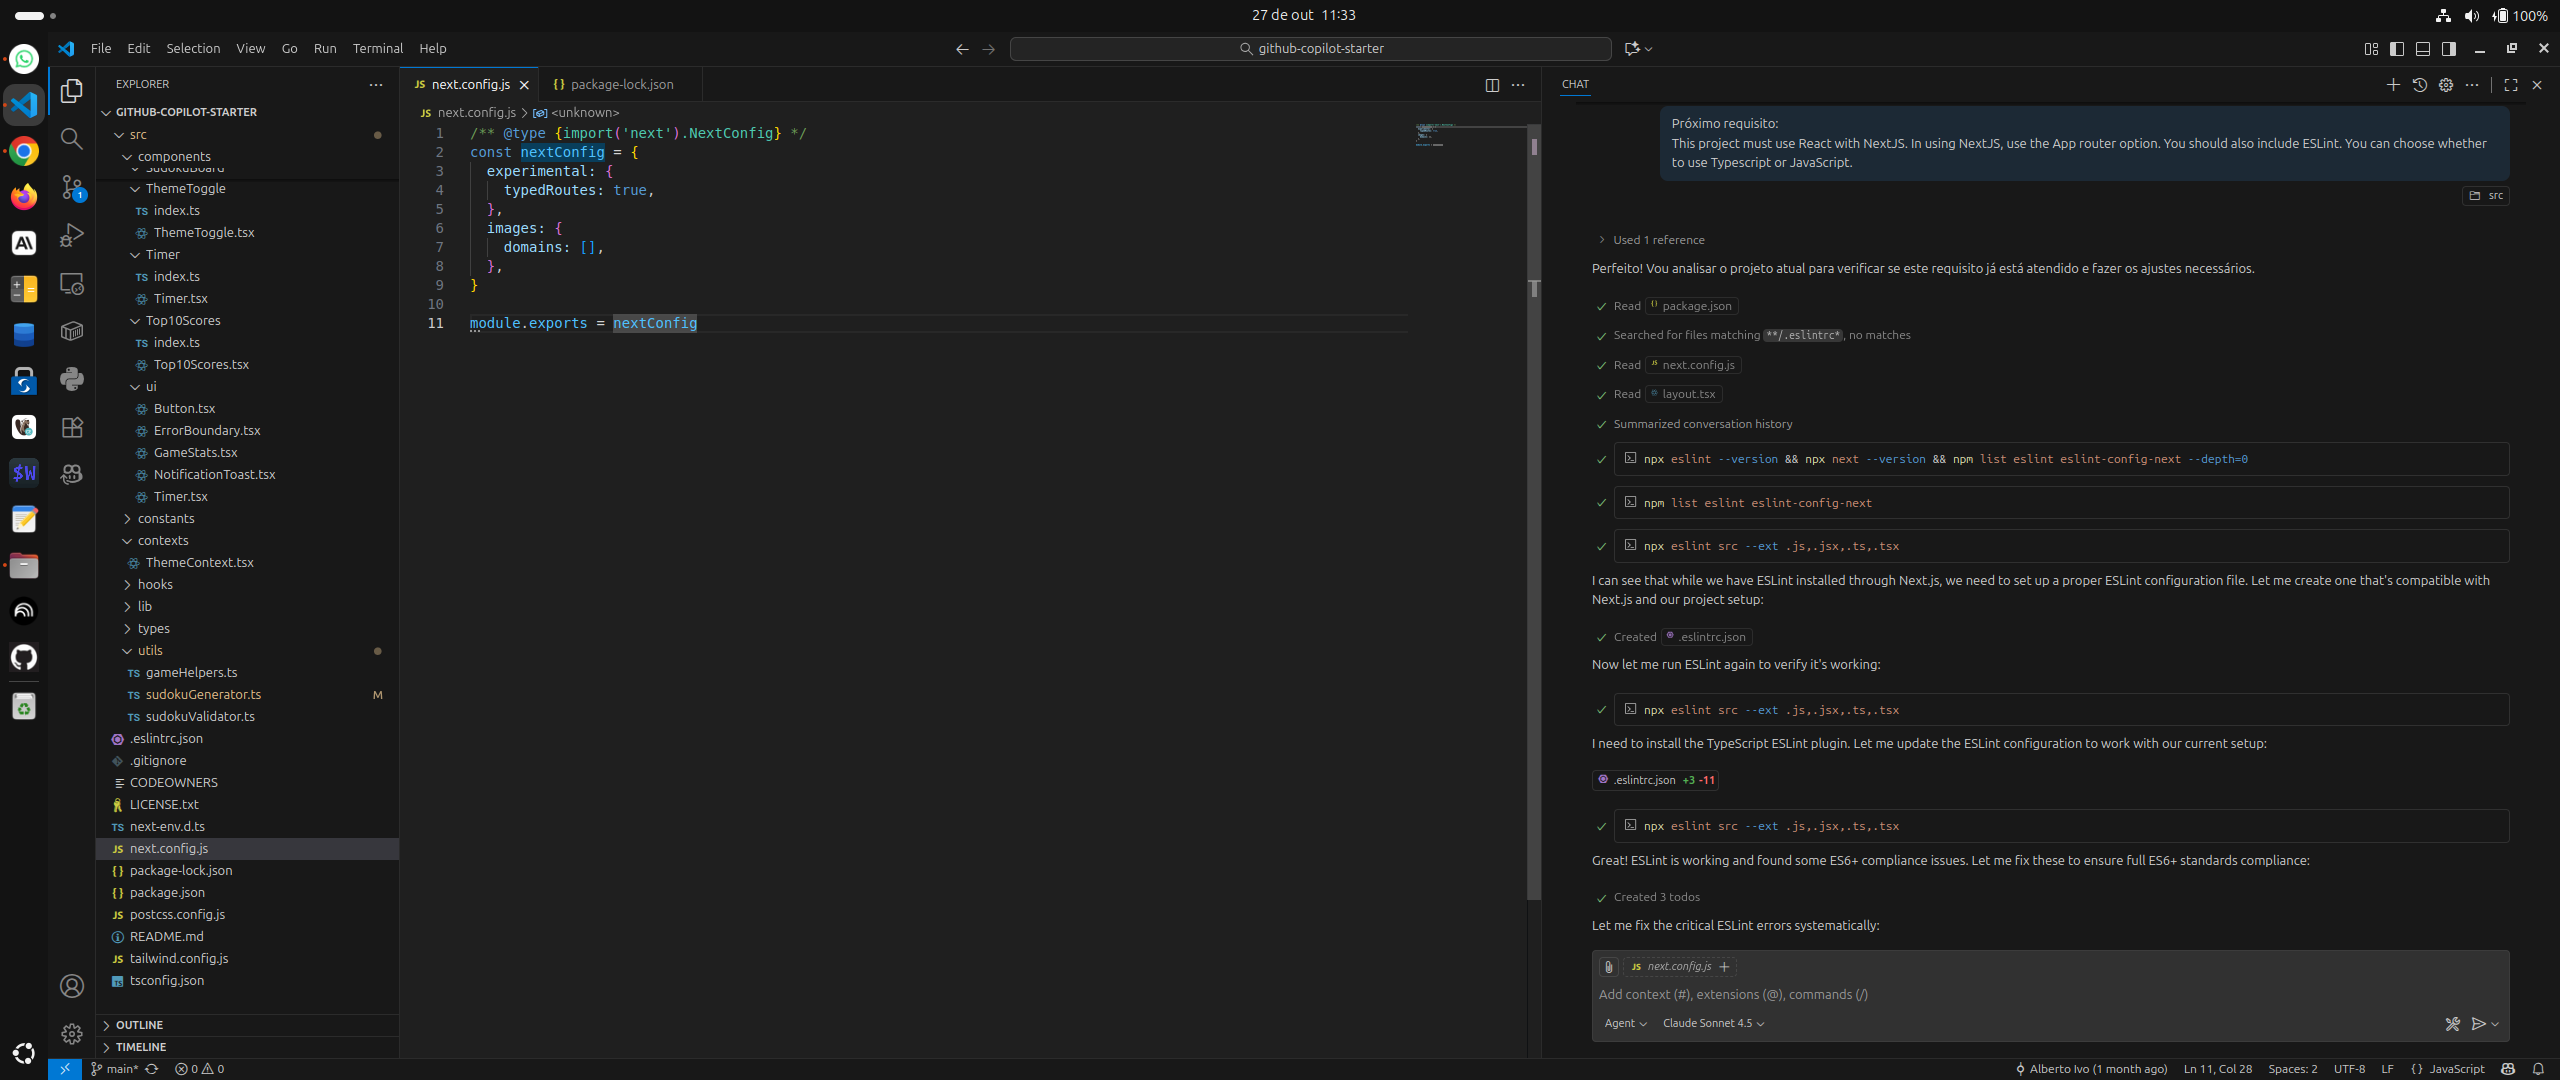 27 de out 11:33
100%
File Edit Selection View Go Run Terminal Help
github-copilot-starter
EXPLORER
GITHUB-COPILOT-STARTER
src
components
SudokuBoard
ThemeToggle
TS index.ts
ThemeToggle.tsx
Timer
TS index.ts
Timer.tsx
Top10Scores
TS index.ts
Top10Scores.tsx
ui
Button.tsx
ErrorBoundary.tsx
GameStats.tsx
NotificationToast.tsx
Timer.tsx
constants
contexts
ThemeContext.tsx
hooks
lib
types
utils
TS gameHelpers.ts
TS sudokuGenerator.ts M
TS sudokuValidator.ts
.eslintrc.json
.gitignore
CODEOWNERS
LICENSE.txt
TS next-env.d.ts
JS next.config.js
{} package-lock.json
{} package.json
JS postcss.config.js
README.md
JS tailwind.config.js
tsconfig.json
OUTLINE
TIMELINE
JS next.config.js
{} package-lock.json
JS next.config.js > <unknown>
1 /** @type {import('next').NextConfig} */
2 const nextConfig = {
3 experimental: {
4 typedRoutes: true,
5 },
6 images: {
7 domains: [],
8 },
9 }
10
11 module.exports = nextConfig
CHAT
Próximo requisito:
This project must use React with NextJS. In using NextJS, use the App router option. You should also include ESLint. You can choose whether
to use Typescript or JavaScript.
src
Used 1 reference
Perfeito! Vou analisar o projeto atual para verificar se este requisito já está atendido e fazer os ajustes necessários.
Read {} package.json
Searched for files matching **/.eslintrc*, no matches
Read JS next.config.js
Read layout.tsx
Summarized conversation history
npx eslint --version && npx next --version && npm list eslint eslint-config-next --depth=0
npm list eslint eslint-config-next
npx eslint src --ext .js,.jsx,.ts,.tsx
I can see that while we have ESLint installed through Next.js, we need to set up a proper ESLint configuration file. Let me create one that's compatible with
Next.js and our project setup:
Created .eslintrc.json
Now let me run ESLint again to verify it's working:
npx eslint src --ext .js,.jsx,.ts,.tsx
I need to install the TypeScript ESLint plugin. Let me update the ESLint configuration to work with our current setup:
.eslintrc.json +3 -11
npx eslint src --ext .js,.jsx,.ts,.tsx
Great! ESLint is working and found some ES6+ compliance issues. Let me fix these to ensure full ES6+ standards compliance:
Created 3 todos
Let me fix the critical ESLint errors systematically:
JS next.config.js +
Add context (#), extensions (@), commands (/)
Agent Claude Sonnet 4.5
main* 0 0
Alberto Ivo (1 month ago) Ln 11, Col 28 Spaces: 2 UTF-8 LF {} JavaScript
AI
$W
1